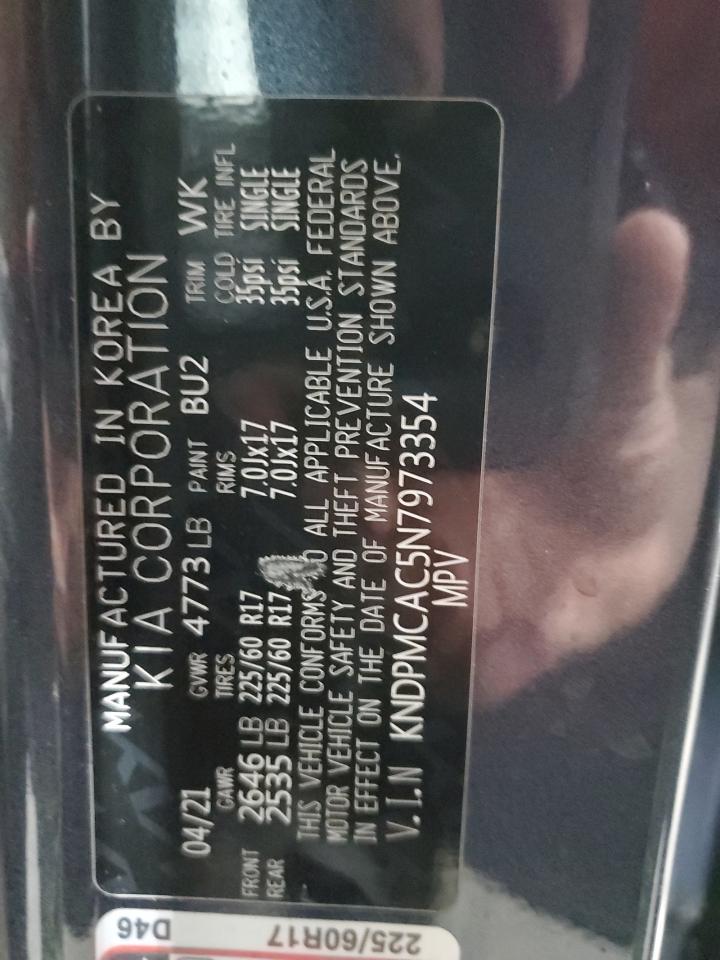 MANUFACTURED IN KOREA BY
KIA CORPORATION
04/21 GVWR 4773 LB PAINT BU2 TRIM WK
GAWR TIRES RIMS COLD TIRE INFL
FRONT 2646 LB 225/60 R17 7.0Jx17 35psi SINGLE
REAR 2535 LB 225/60 R17 7.0Jx17 35psi SINGLE
THIS VEHICLE CONFORMS TO ALL APPLICABLE U.S.A. FEDERAL
MOTOR VEHICLE SAFETY AND THEFT PREVENTION STANDARDS
IN EFFECT ON THE DATE OF MANUFACTURE SHOWN ABOVE.
V.I.N KNDPMCAC5N7973354
MPV
D46
225/60R17